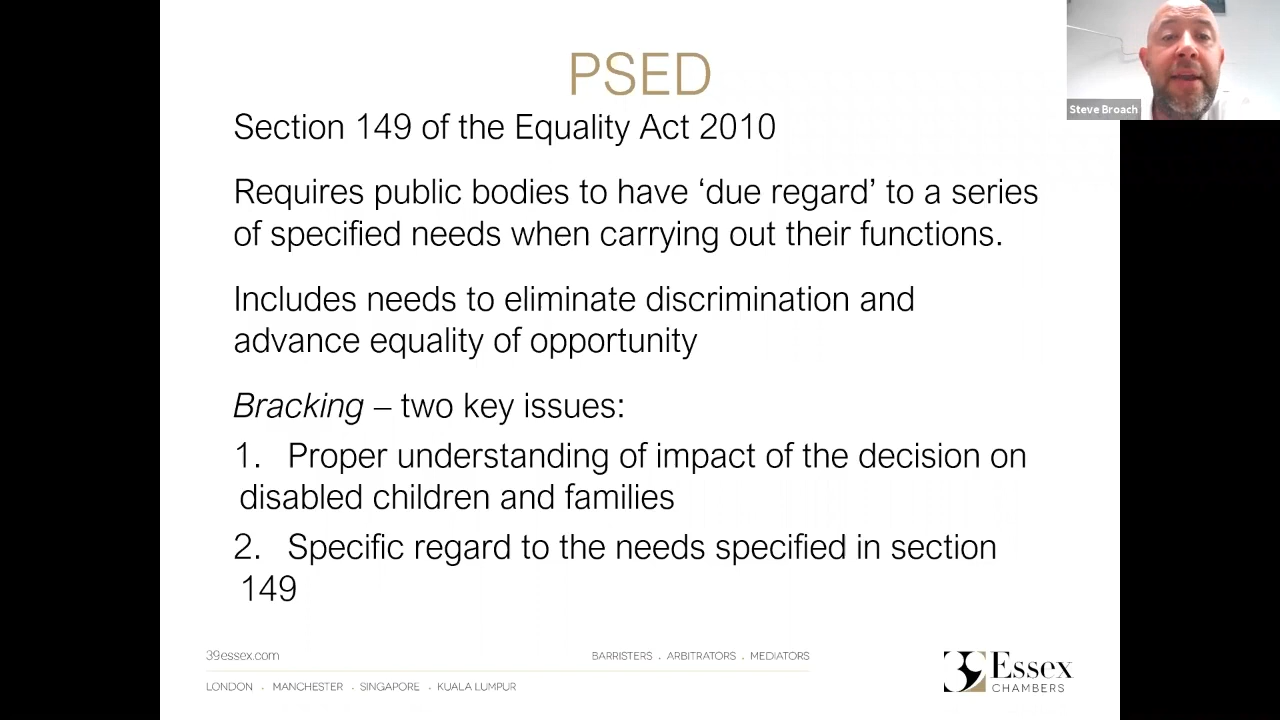 PSED
Steve Broach
Section 149 of the Equality Act 2010
Requires public bodies to have ‘due regard’ to a series
of specified needs when carrying out their functions.
Includes needs to eliminate discrimination and
advance equality of opportunity
Bracking – two key issues:
1. Proper understanding of impact of the decision on
disabled children and families
2. Specific regard to the needs specified in section
149
39essex.com
BARRISTERS . ARBITRATORS . MEDIATORS
LONDON . MANCHESTER . SINGAPORE . KUALA LUMPUR
39 Essex
CHAMBERS